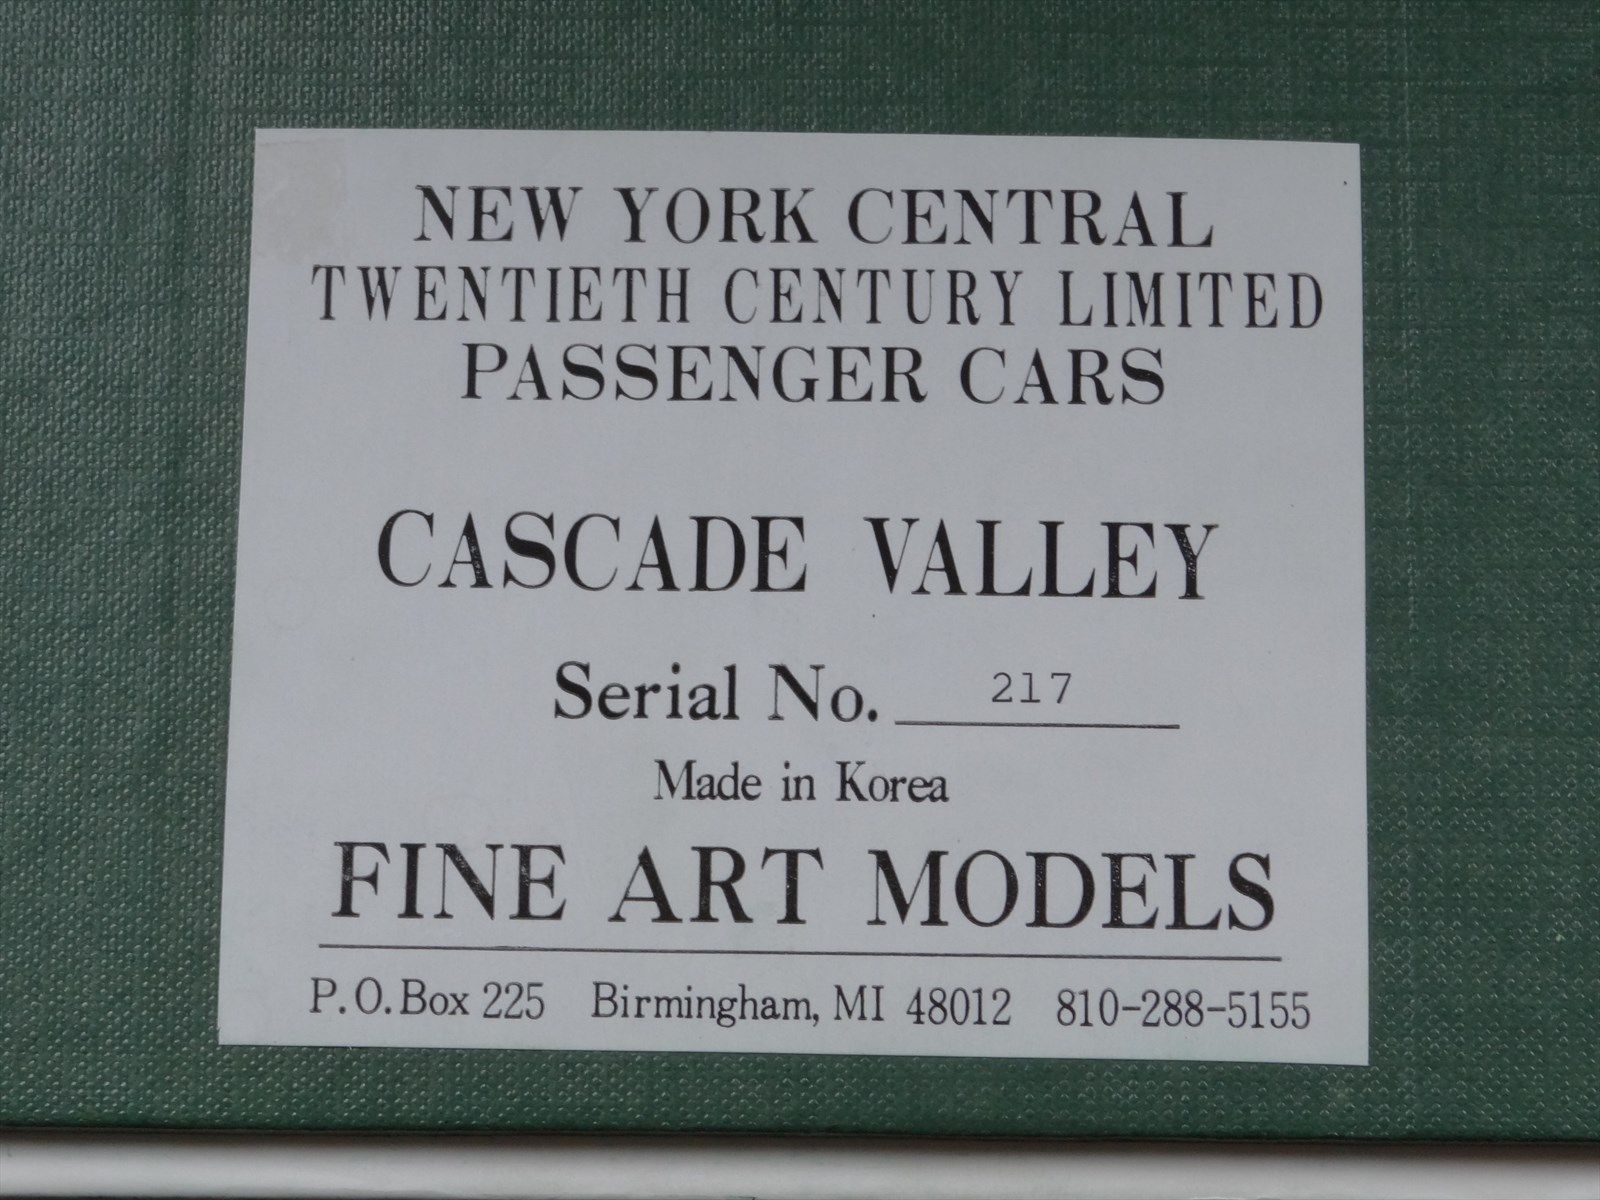 NEW YORK CENTRAL
TWENTIETH CENTURY LIMITED
PASSENGER CARS
CASCADE VALLEY
Serial No. 217
Made in Korea
FINE ART MODELS
P.O.Box 225 Birmingham, MI 48012 810-288-5155